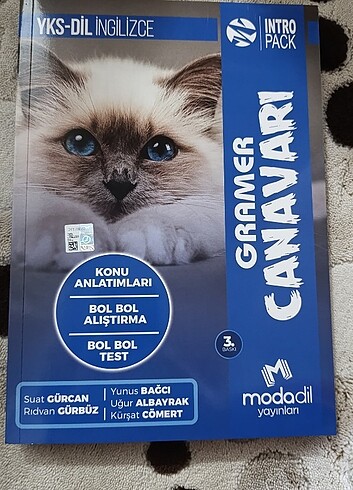 YKS-DİL İNGİLİZCE
INTRO
PACK
GRAMER
CANAVARI
KONU
ANLATIMLARI
BOL BOL
ALIŞTIRMA
BOL BOL
TEST
3.
BASKI
Suat GÜRCAN
Rıdvan GÜRBÜZ
Yunus BAĞCI
Uğur ALBAYRAK
Kürşat CÖMERT
modadil
yayınları